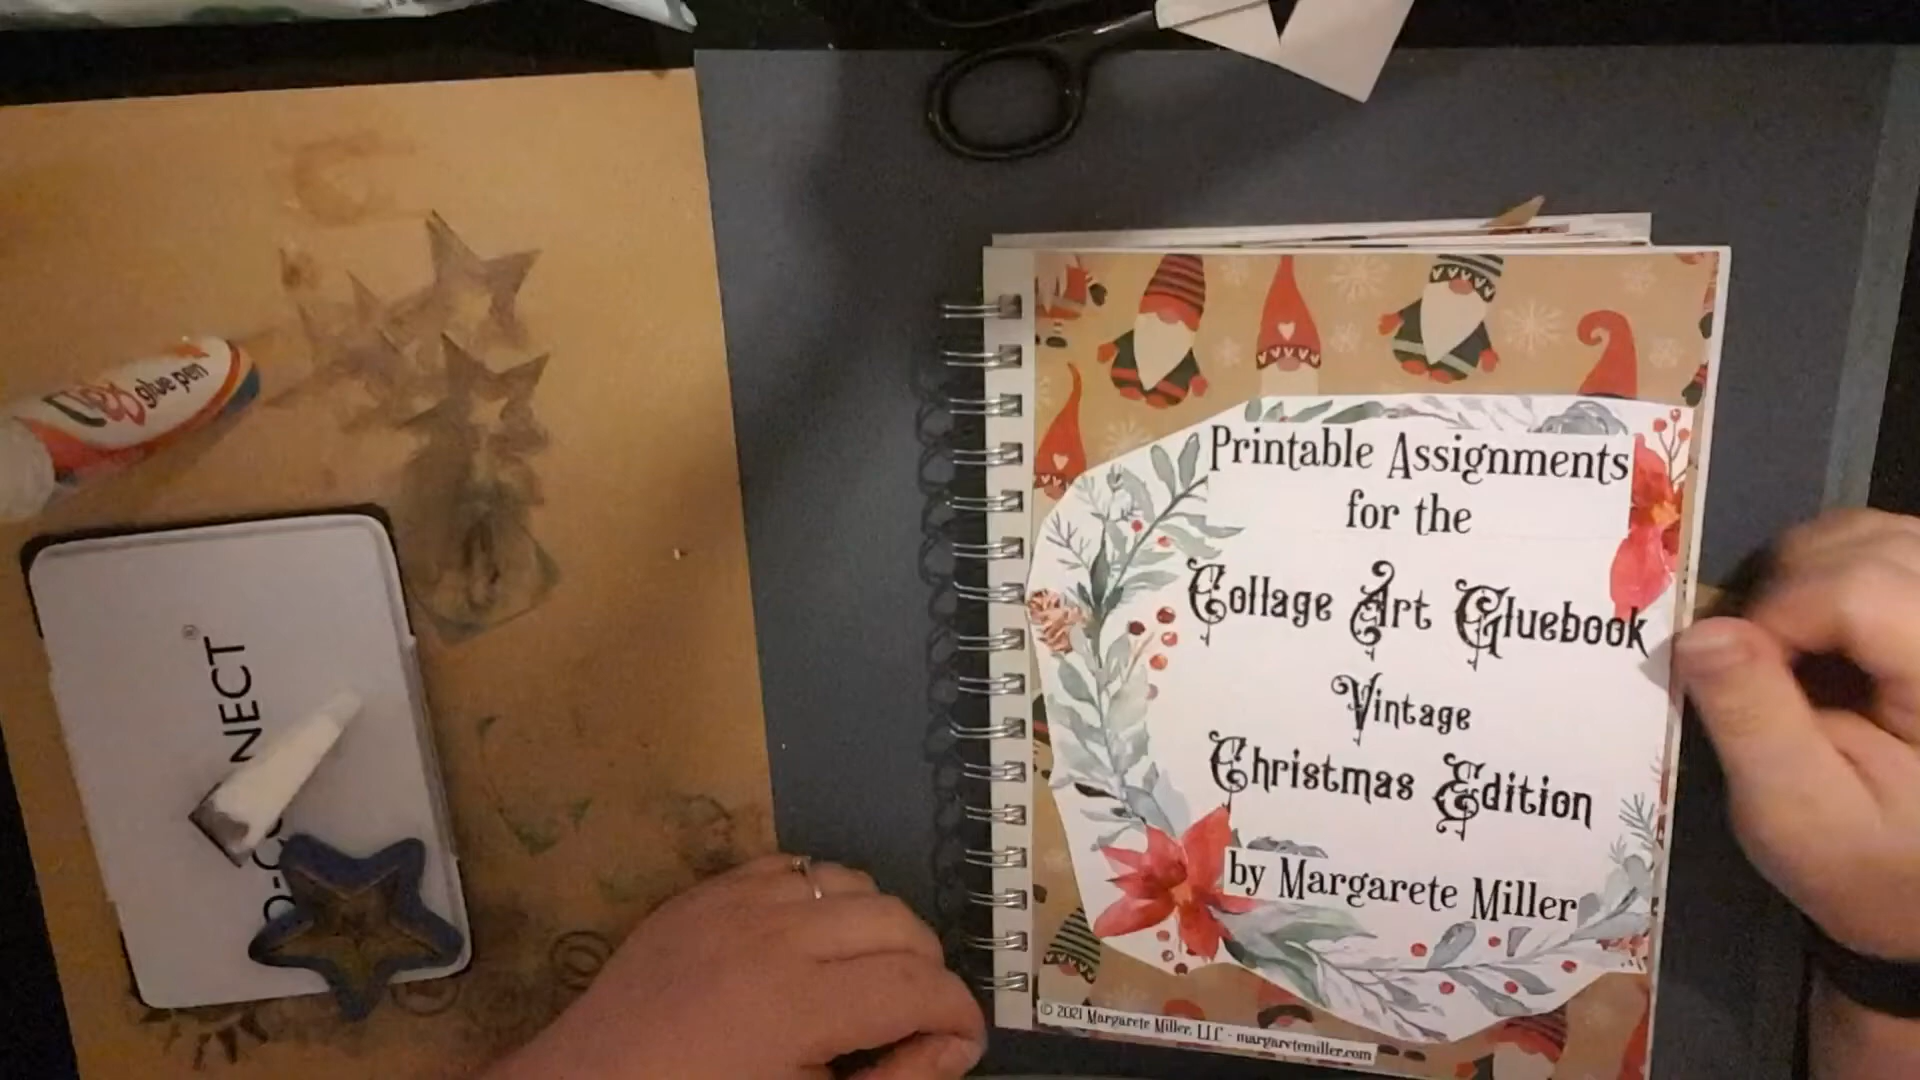 Printable Assignments
for the
Collage Art Gluebook
Vintage
Christmas Edition
by Margarete Miller
© 2021 Margarete Miller, LLC - margaretemiller.com
glue pen
NECT®